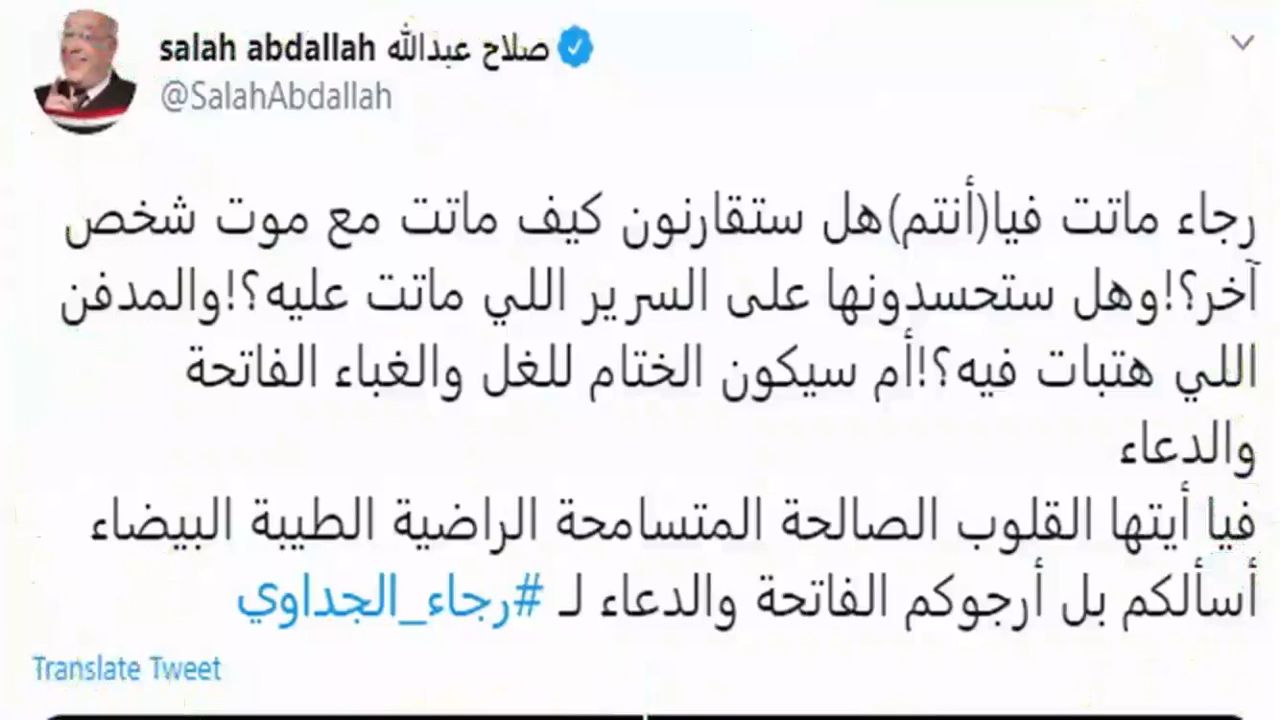 salah abdallah صلاح عبدالله
@SalahAbdallah
رجاء ماتت فيا(أنتم)هل ستقارنون كيف ماتت مع موت شخص
آخر؟!وهل ستحسدونها على السرير اللي ماتت عليه؟!والمدفن
اللي هتبات فيه؟!أم سيكون الختام للغل والغباء الفاتحة
والدعاء
فيا أيتها القلوب الصالحة المتسامحة الراضية الطيبة البيضاء
أسألكم بل أرجوكم الفاتحة والدعاء لـ #رجاء_الجداوي
Translate Tweet